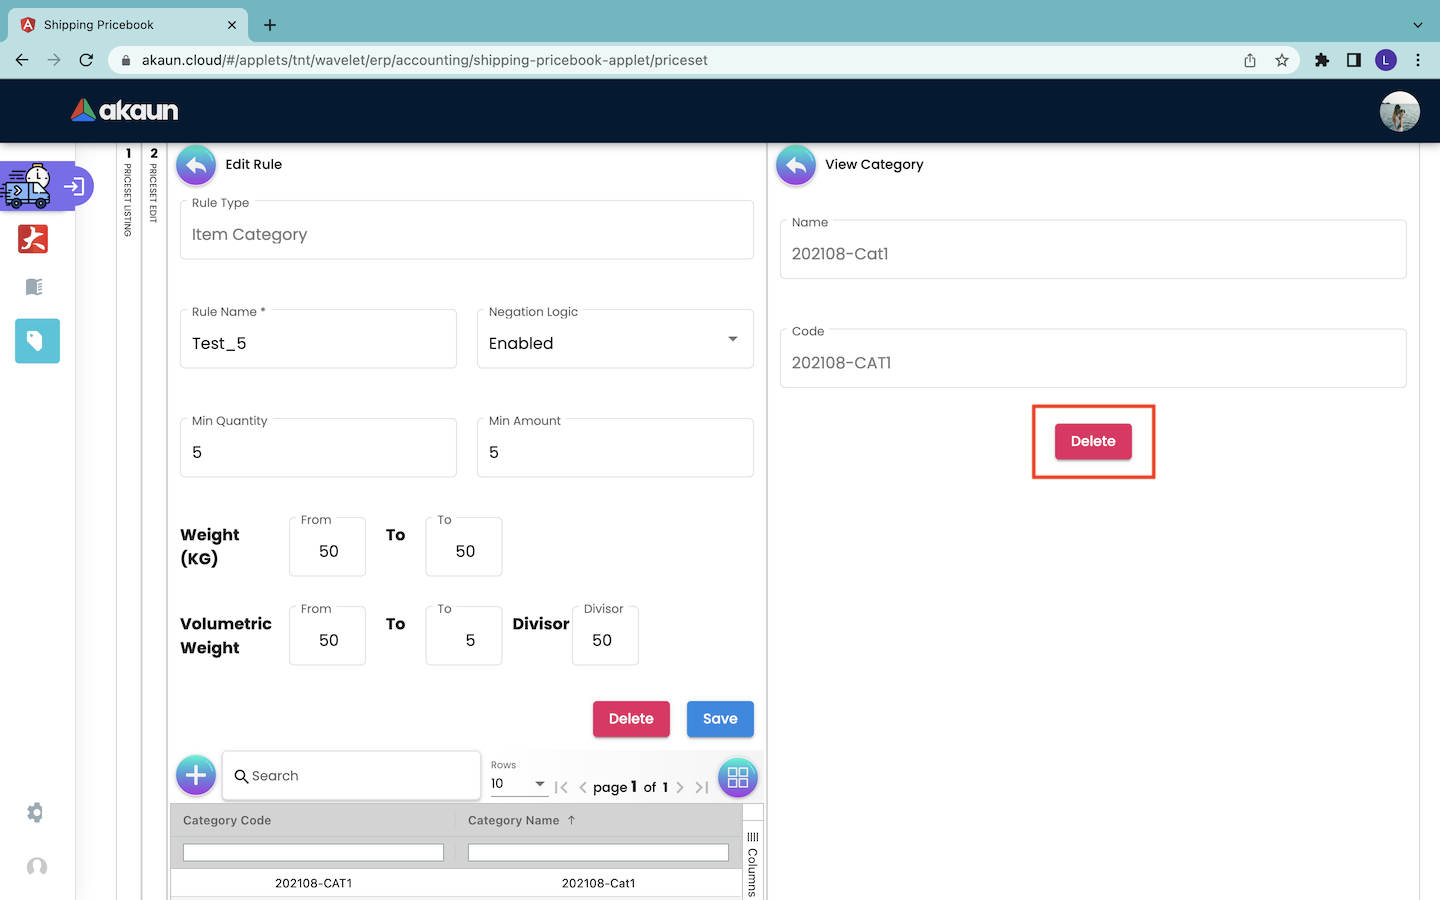 Shipping Pricebook
akaun.cloud/#/applets/tnt/wavelet/erp/accounting/shipping-pricebook-applet/priceset
L
akaun
1 PRICESET LISTING
2 PRICESET EDIT
Edit Rule
Rule Type
Item Category
Rule Name *
Test_5
Negation Logic
Enabled
Min Quantity
5
Min Amount
5
Weight
(KG)
From
50
To
To
50
Volumetric
Weight
From
50
To
To
5
Divisor
Divisor
50
Delete
Save
Search
Rows
10
page 1 of 1
Category Code
Category Name
Columns
202108-CAT1
202108-Cat1
View Category
Name
202108-Cat1
Code
202108-CAT1
Delete